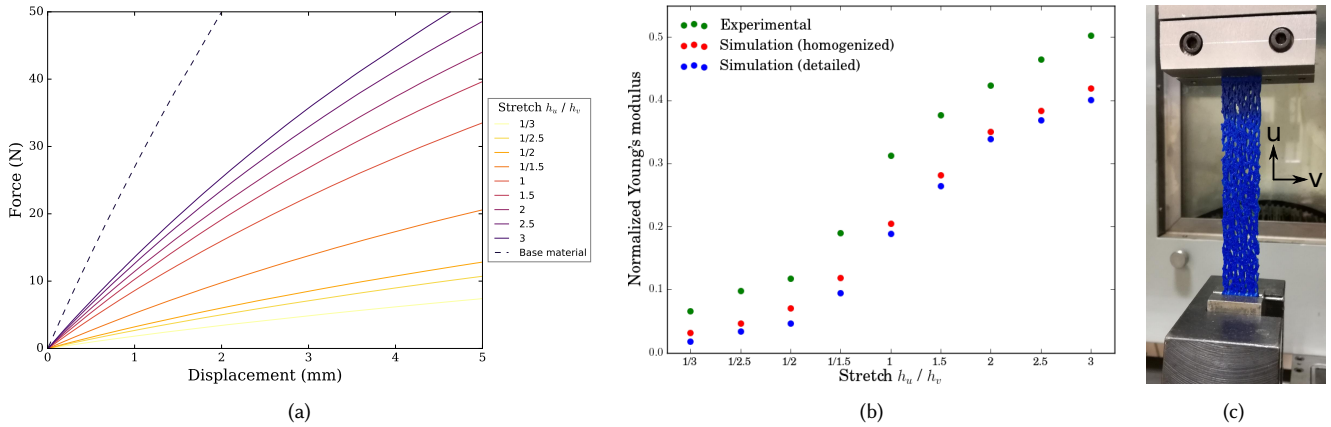 50
40
30
20
10
0
Force (N)
0
1
2
3
4
5
Displacement (mm)
Stretch h_u / h_v
1/3
1/2.5
1/2
1/1.5
1
1.5
2
2.5
3
Base material
(a)
Experimental
Simulation (homogenized)
Simulation (detailed)
0.5
0.4
0.3
0.2
0.1
0.0
Normalized Young's modulus
1/3
1/2.5
1/2
1/1.5
1
1.5
2
2.5
3
Stretch h_u / h_v
(b)
u
v
(c)